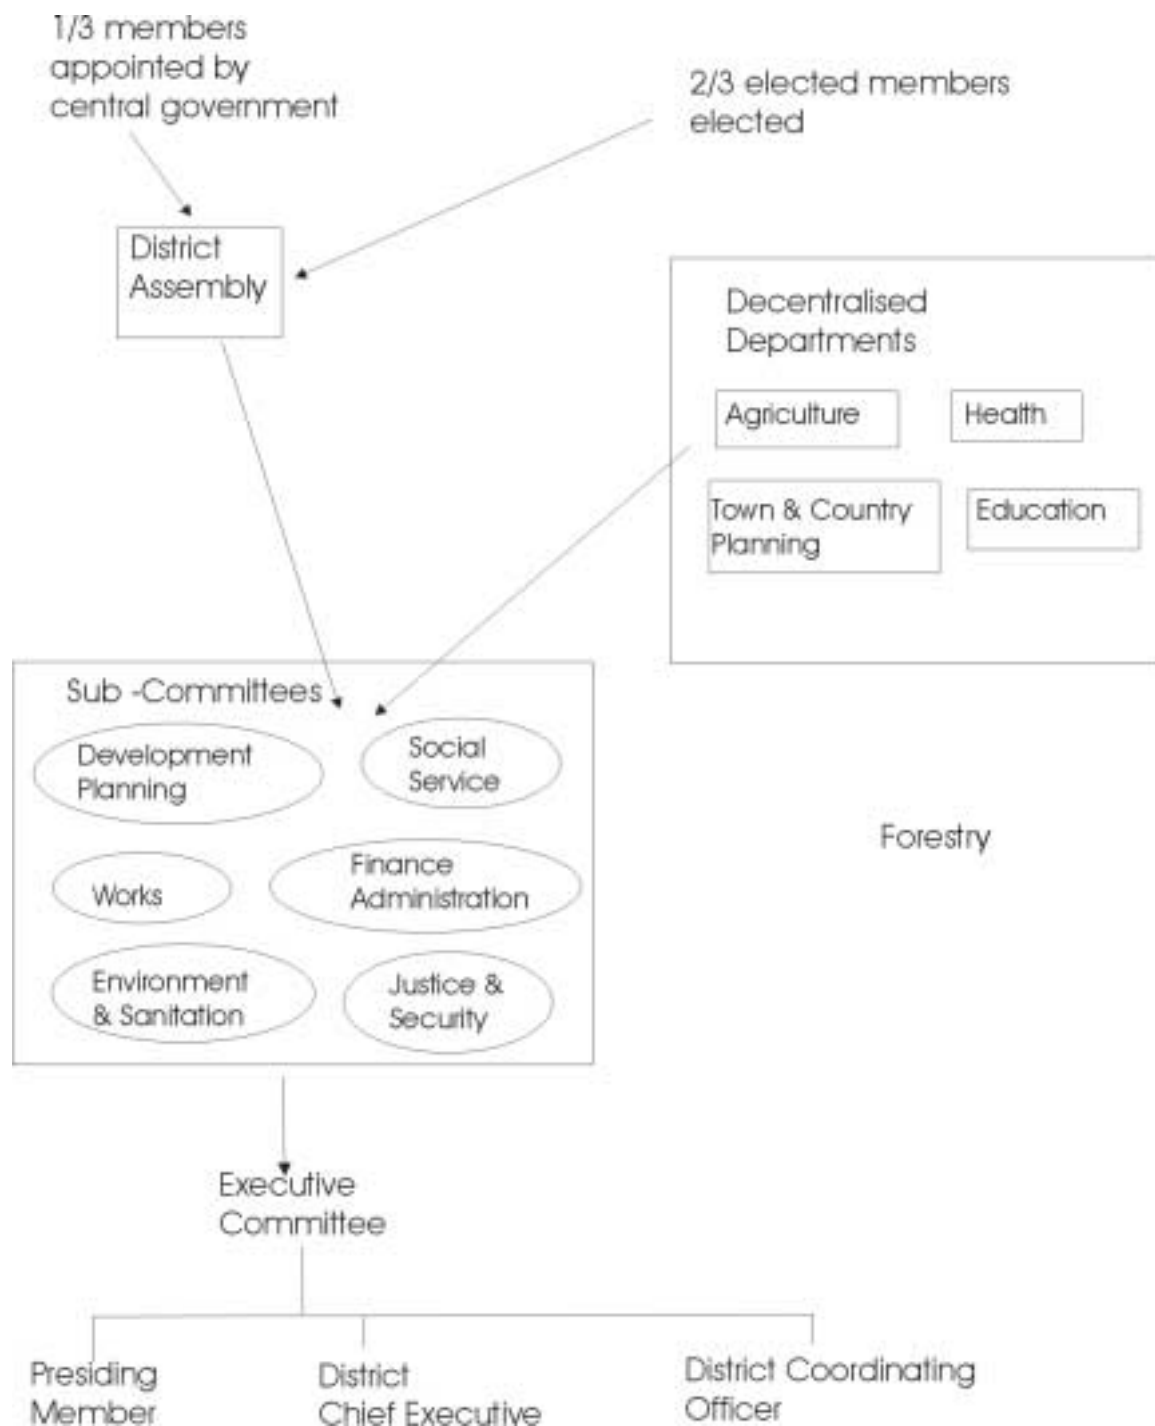 1/3 members
appointed by
central government
2/3 elected members
elected
District
Assembly
Decentralised
Departments
Agriculture
Health
Town & Country
Planning
Education
Sub -Committees
Development
Planning
Social
Service
Forestry
Works
Finance
Administration
Environment
& Sanitation
Justice &
Security
Executive
Committee
Presiding
Member
District
Chief Executive
District Coordinating
Officer